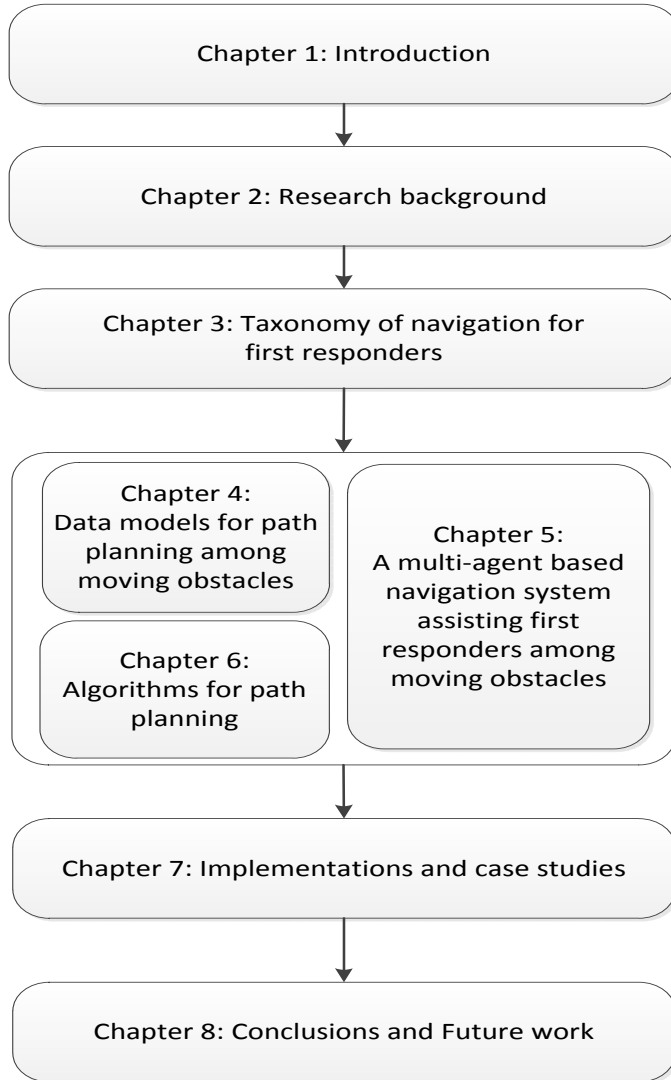 Chapter 1: Introduction
Chapter 2: Research background
Chapter 3: Taxonomy of navigation for
first responders
Chapter 4:
Data models for path
planning among
moving obstacles
Chapter 6:
Algorithms for path
planning
Chapter 5:
A multi-agent based
navigation system
assisting first
responders among
moving obstacles
Chapter 7: Implementations and case studies
Chapter 8: Conclusions and Future work